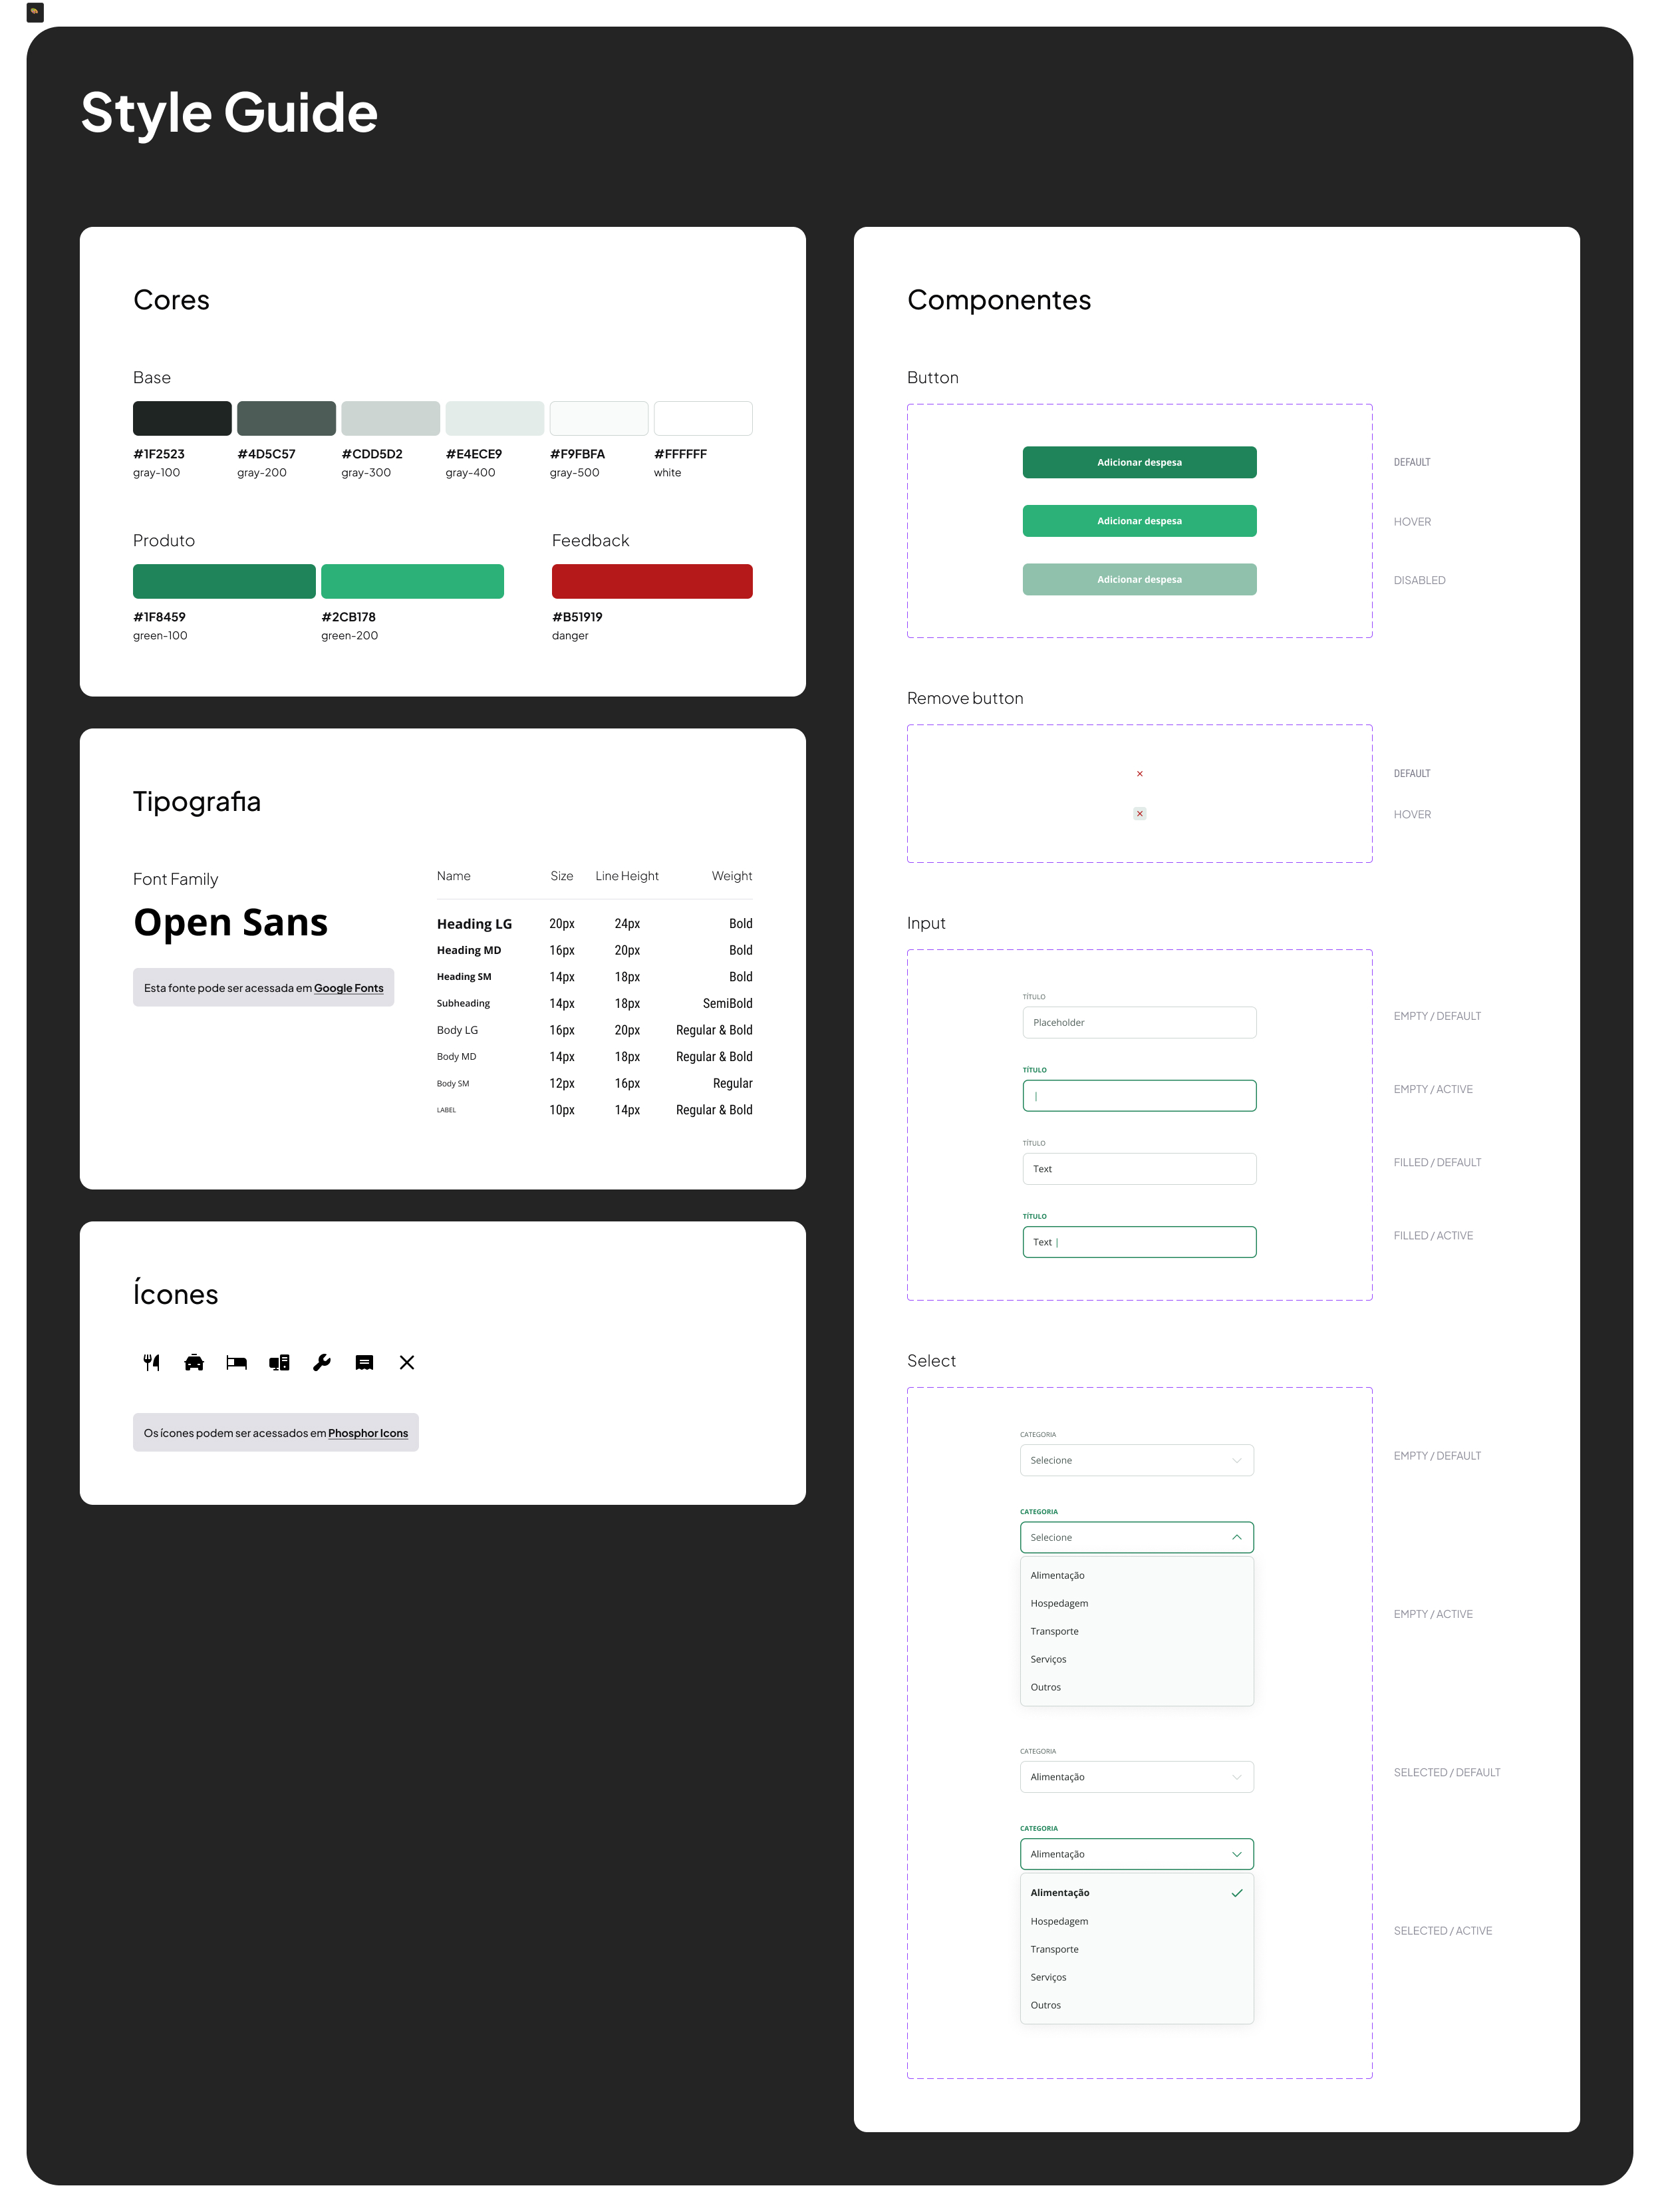 Style Guide
Cores
Base
#1F2523 #4D5C57 #CDD5D2 #E4ECE9 #F9FBFA #FFFFFF
gray-100 gray-200 gray-300 gray-400 gray-500 white
Produto Feedback
#1F8459 #2CB178 #B51919
green-100 green-200 danger
Tipografia
Font Family
Open Sans
Esta fonte pode ser acessada em Google Fonts
Name Size Line Height Weight
Heading LG 20px 24px Bold
Heading MD 16px 20px Bold
Heading SM 14px 18px Bold
Subheading 14px 18px SemiBold
Body LG 16px 20px Regular & Bold
Body MD 14px 18px Regular & Bold
Body SM 12px 16px Regular
LABEL 10px 14px Regular & Bold
Ícones
Os ícones podem ser acessados em Phosphor Icons
Componentes
Button
Adicionar despesa DEFAULT
Adicionar despesa HOVER
Adicionar despesa DISABLED
Remove button
DEFAULT
HOVER
Input
TÍTULO
Placeholder EMPTY / DEFAULT
TÍTULO
EMPTY / ACTIVE
TÍTULO
Text FILLED / DEFAULT
TÍTULO
Text | FILLED / ACTIVE
Select
CATEGORIA
Selecione EMPTY / DEFAULT
CATEGORIA
Selecione
Alimentação
Hospedagem EMPTY / ACTIVE
Transporte
Serviços
Outros
CATEGORIA
Alimentação SELECTED / DEFAULT
CATEGORIA
Alimentação
Alimentação
Hospedagem SELECTED / ACTIVE
Transporte
Serviços
Outros